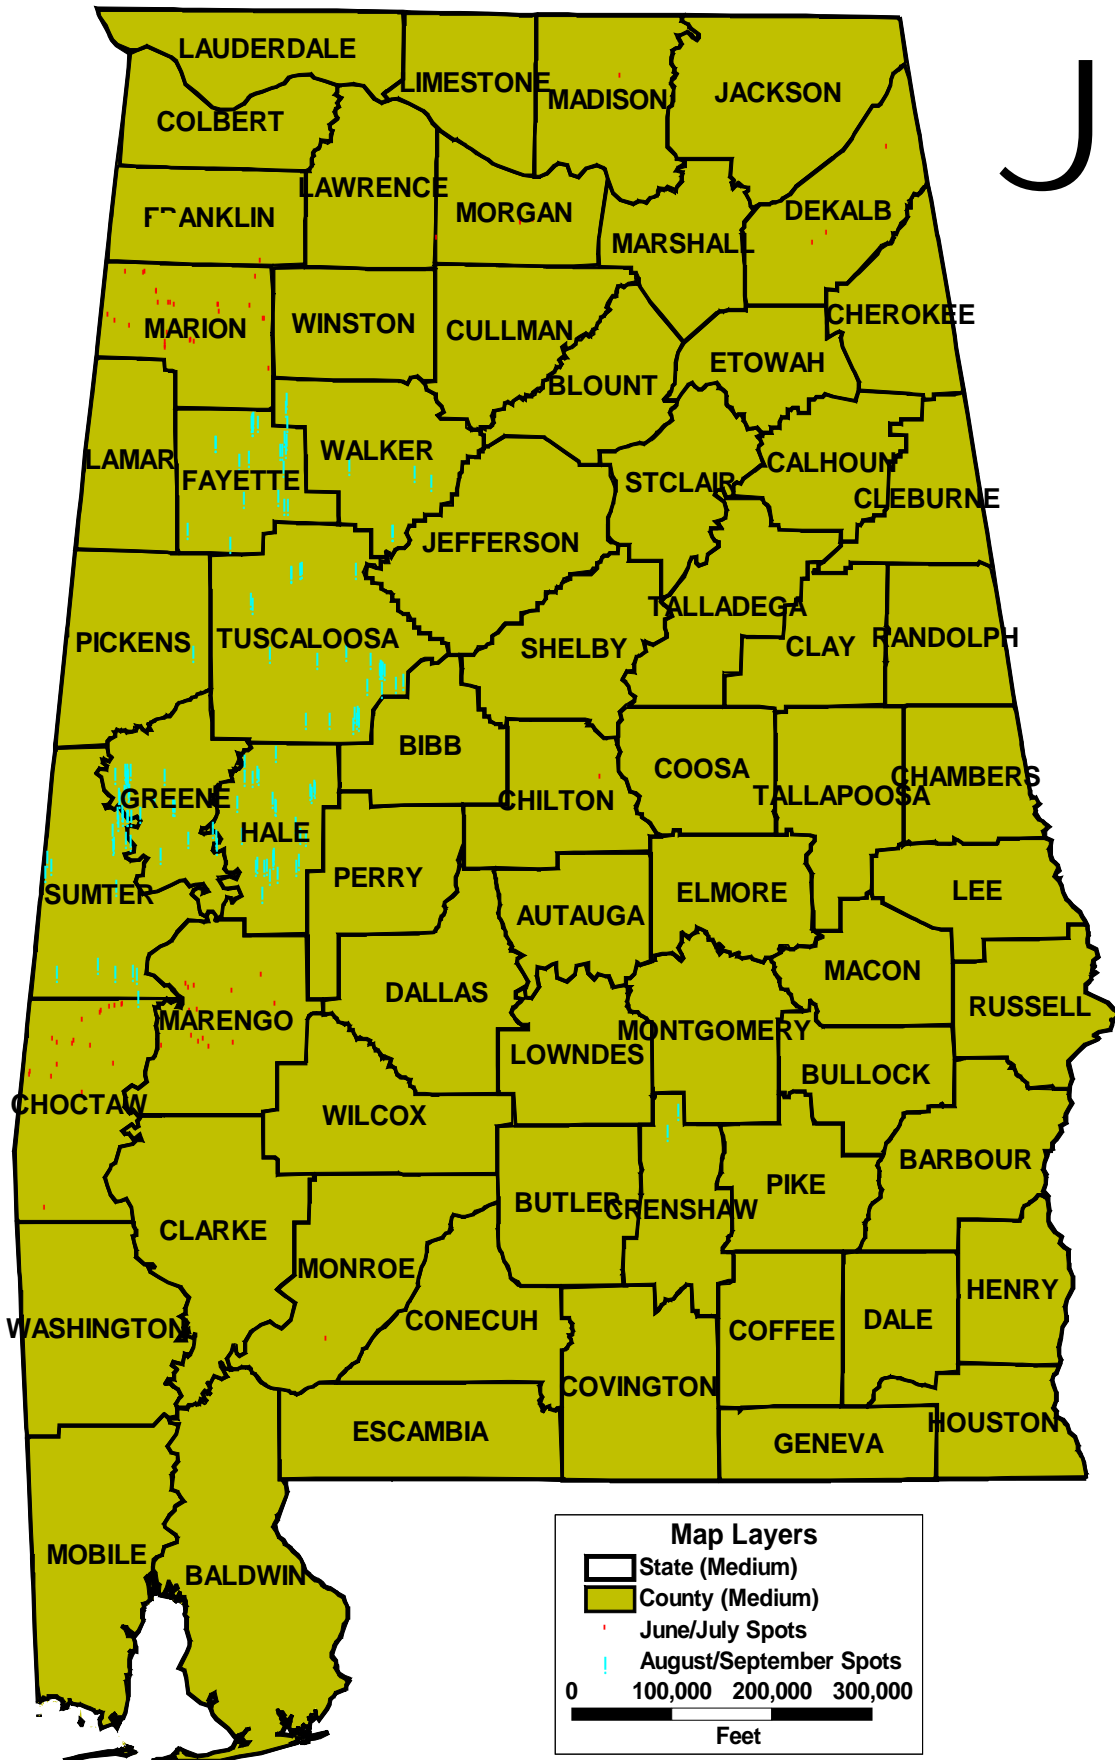 J
LAUDERDALE
LIMESTONE
MADISON
JACKSON
COLBERT
LAWRENCE
FRANKLIN
MORGAN
DEKALB
MARSHALL
MARION
WINSTON
CULLMAN
CHEROKEE
ETOWAH
BLOUNT
LAMAR
FAYETTE
WALKER
STCLAIR
CALHOUN
CLEBURNE
JEFFERSON
PICKENS
TUSCALOOSA
SHELBY
TALLADEGA
CLAY
RANDOLPH
BIBB
COOSA
CHAMBERS
TALLAPOOSA
CHILTON
GREENE
HALE
PERRY
SUMTER
AUTAUGA
ELMORE
LEE
MACON
DALLAS
RUSSELL
MARENGO
MONTGOMERY
LOWNDES
BULLOCK
CHOCTAW
WILCOX
BARBOUR
PIKE
BUTLER
CRENSHAW
CLARKE
MONROE
HENRY
WASHINGTON
CONECUH
COFFEE
DALE
COVINGTON
ESCAMBIA
GENEVA
HOUSTON
MOBILE
BALDWIN
Map Layers
State (Medium)
County (Medium)
June/July Spots
August/September Spots
0 100,000 200,000 300,000
Feet